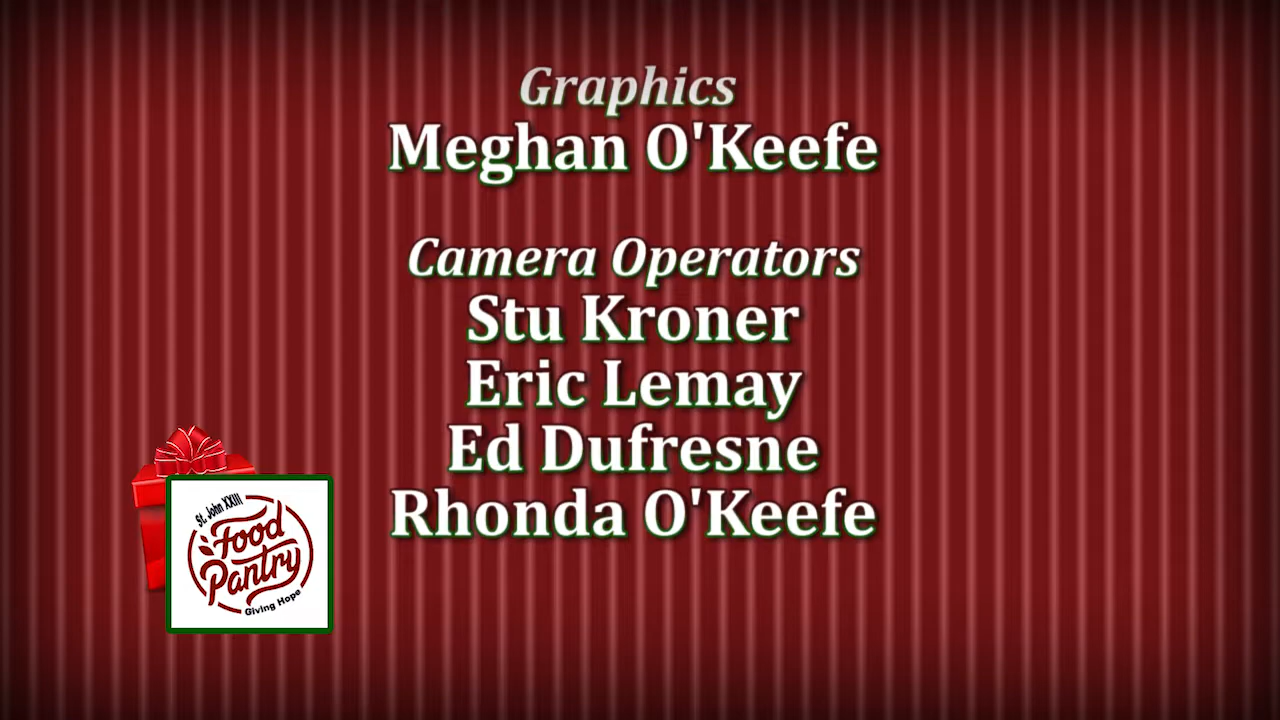 Graphics
Meghan O'Keefe
Camera Operators
Stu Kroner
Eric Lemay
Ed Dufresne
Rhonda O'Keefe
St. John XXIII
Food
Pantry
Giving Hope